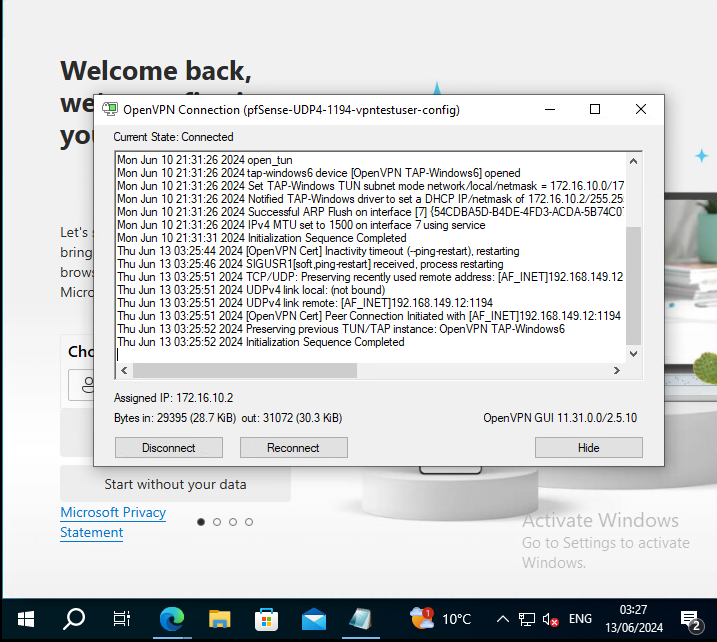 Welcome back,
we
you
OpenVPN Connection (pfSense-UDP4-1194-vpntestuser-config)
Current State: Connected
Mon Jun 10 21:31:26 2024 open_tun
Mon Jun 10 21:31:26 2024 tap-windows6 device [OpenVPN TAP-Windows6] opened
Mon Jun 10 21:31:26 2024 Set TAP-Windows TUN subnet mode network/local/netmask = 172.16.10.0/17
Mon Jun 10 21:31:26 2024 Notified TAP-Windows driver to set a DHCP IP/netmask of 172.16.10.2/255.25
Mon Jun 10 21:31:26 2024 Successful ARP Flush on interface [7] {54CDBA5D-B4DE-4FD3-ACDA-5B74C07
Mon Jun 10 21:31:26 2024 IPv4 MTU set to 1500 on interface 7 using service
Mon Jun 10 21:31:31 2024 Initialization Sequence Completed
Thu Jun 13 03:25:44 2024 [OpenVPN Cert] Inactivity timeout (--ping-restart), restarting
Thu Jun 13 03:25:46 2024 SIGUSR1[soft,ping-restart] received, process restarting
Thu Jun 13 03:25:51 2024 TCP/UDP: Preserving recently used remote address: [AF_INET]192.168.149.12
Thu Jun 13 03:25:51 2024 UDPv4 link local: (not bound)
Thu Jun 13 03:25:51 2024 UDPv4 link remote: [AF_INET]192.168.149.12:1194
Thu Jun 13 03:25:51 2024 [OpenVPN Cert] Peer Connection Initiated with [AF_INET]192.168.149.12:1194
Thu Jun 13 03:25:52 2024 Preserving previous TUN/TAP instance: OpenVPN TAP-Windows6
Thu Jun 13 03:25:52 2024 Initialization Sequence Completed
Let's
bring
brows
Micro
Cho
Assigned IP: 172.16.10.2
Bytes in: 29395 (28.7 KiB) out: 31072 (30.3 KiB)
OpenVPN GUI 11.31.0.0/2.5.10
Disconnect
Reconnect
Hide
Start without your data
Microsoft Privacy
Statement
Activate Windows
Go to Settings to activate
Windows.
1
10°C
ENG
03:27
13/06/2024
2